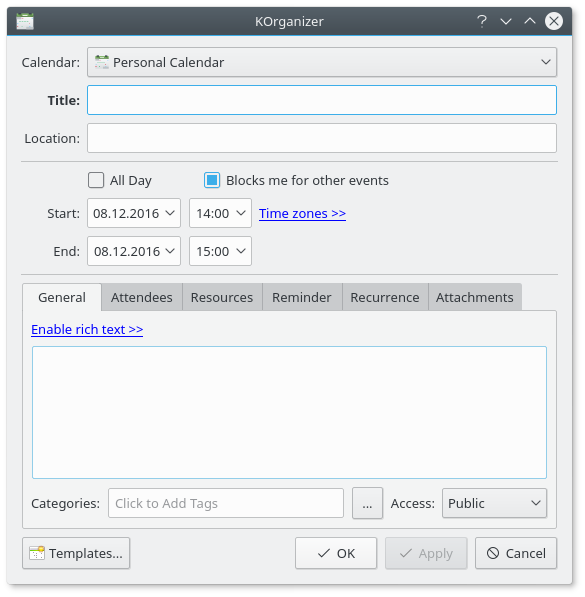 KOrganizer
Calendar: Personal Calendar
Title:
Location:
All Day Blocks me for other events
Start: 08.12.2016 14:00 Time zones >>
End: 08.12.2016 15:00
General Attendees Resources Reminder Recurrence Attachments
Enable rich text >>
Categories: Click to Add Tags ... Access: Public
Templates... OK Apply Cancel